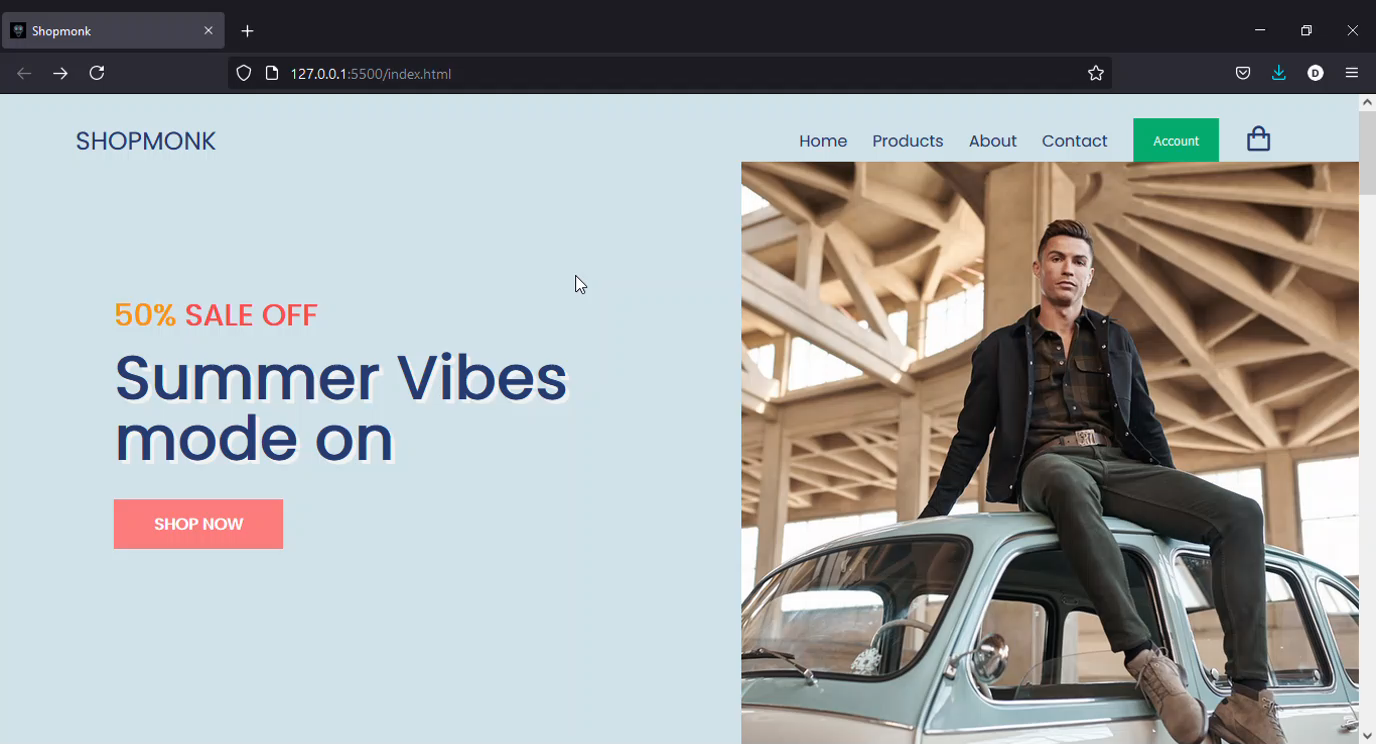 Shopmonk
127.0.0.1:5500/index.html
D
SHOPMONK
Home Products About Contact Account
50% SALE OFF
Summer Vibes
mode on
SHOP NOW